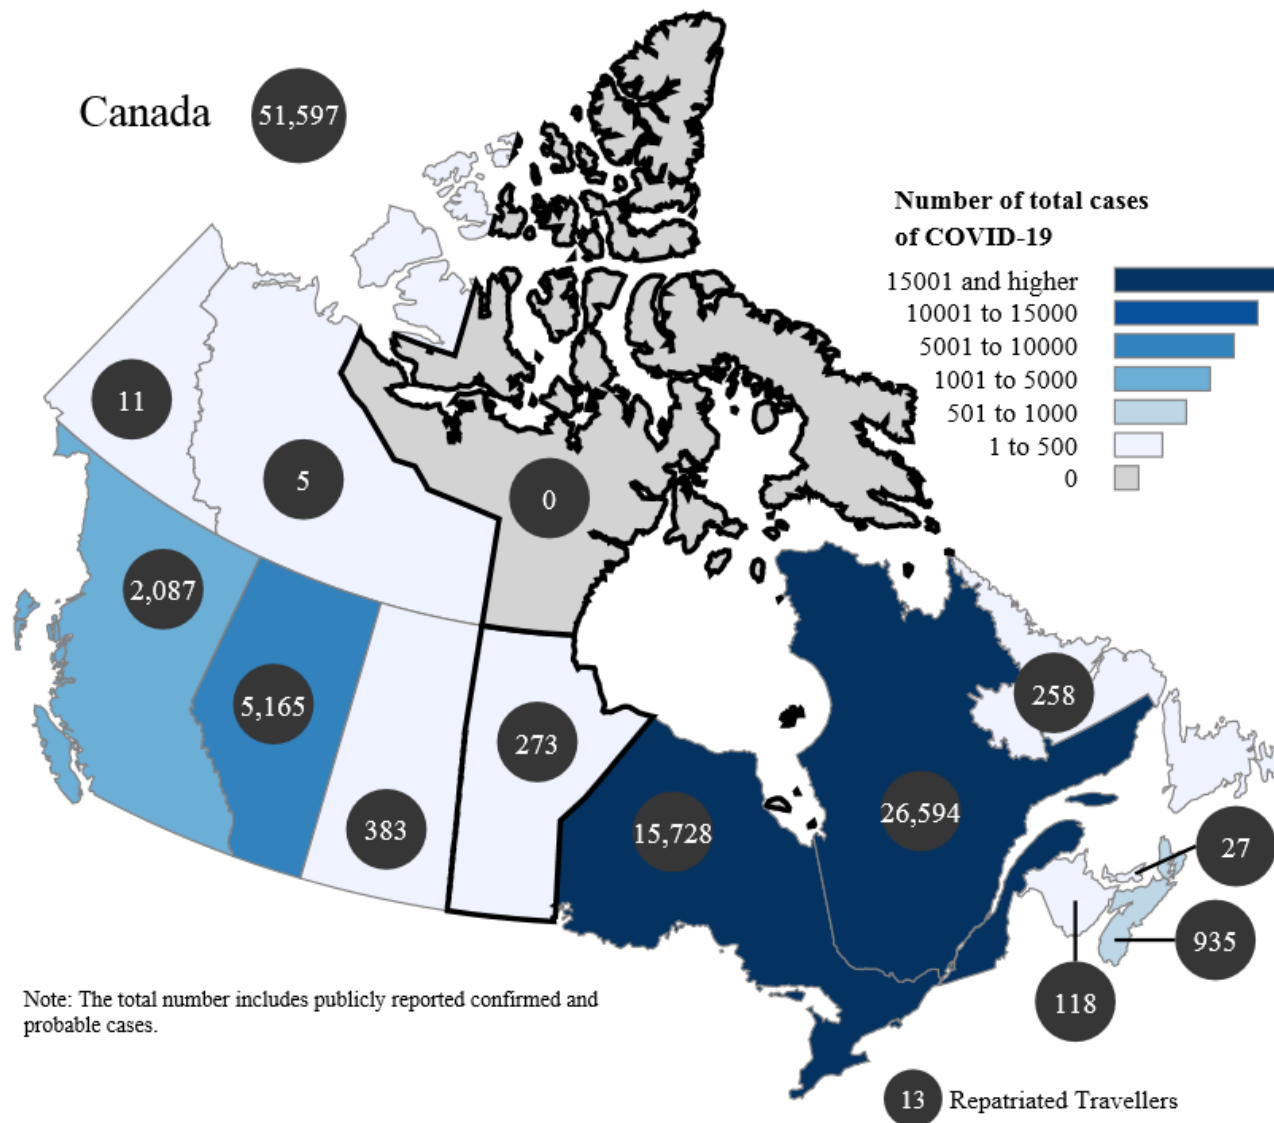 Canada
51,597
Number of total cases
of COVID-19
15001 and higher
10001 to 15000
5001 to 10000
1001 to 5000
501 to 1000
1 to 500
0
11
5
0
2,087
5,165
383
273
15,728
26,594
258
27
935
118
Note: The total number includes publicly reported confirmed and
probable cases.
13 Repatriated Travellers